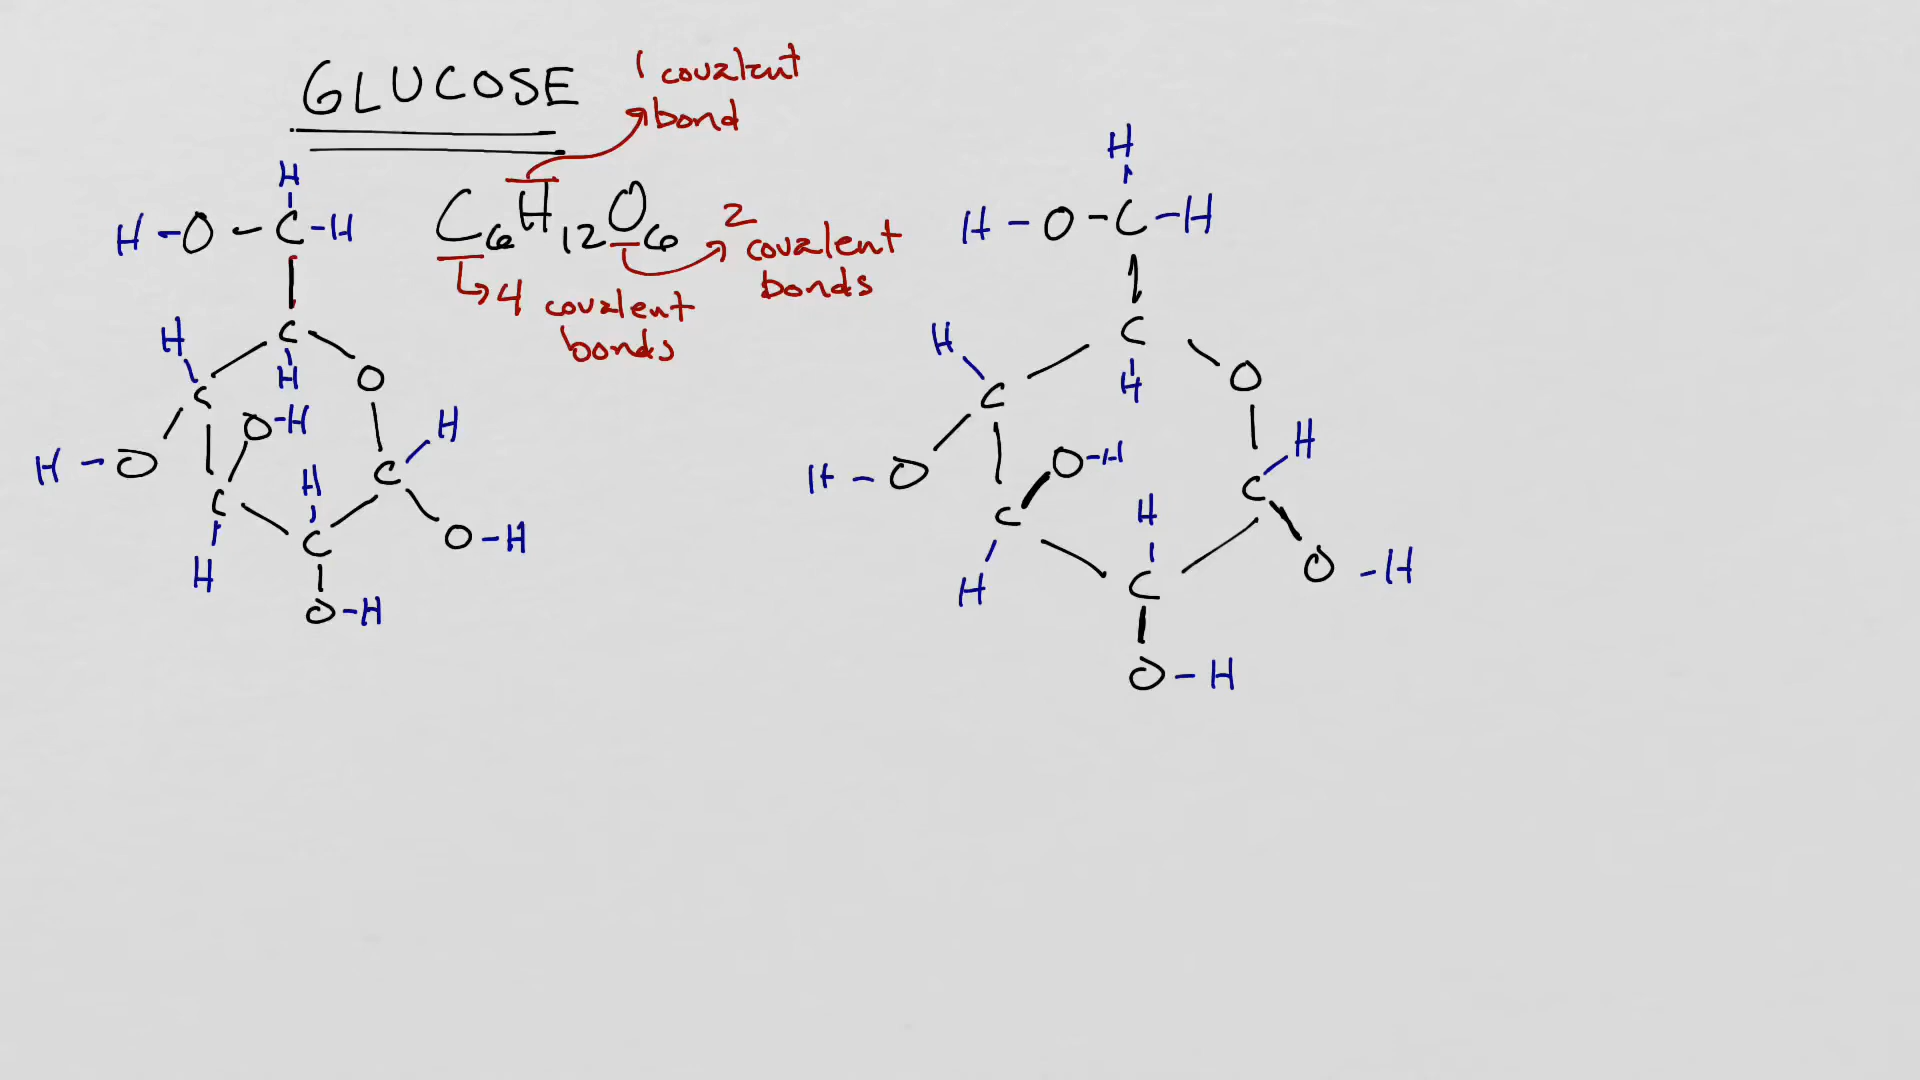 GLUCOSE
1 covalent
bond
C6H12O6
2
covalent
bonds
4 covalent
bonds
H
H-O-C-H
C
H
H
O
C
O-H
H
H-O
C
H
C
H
C
O-H
H
O-H
H
H-O-C-H
C
H
H
O
C
O-H
H
H-O
C
H
C
H
C
O-H
H
O-H